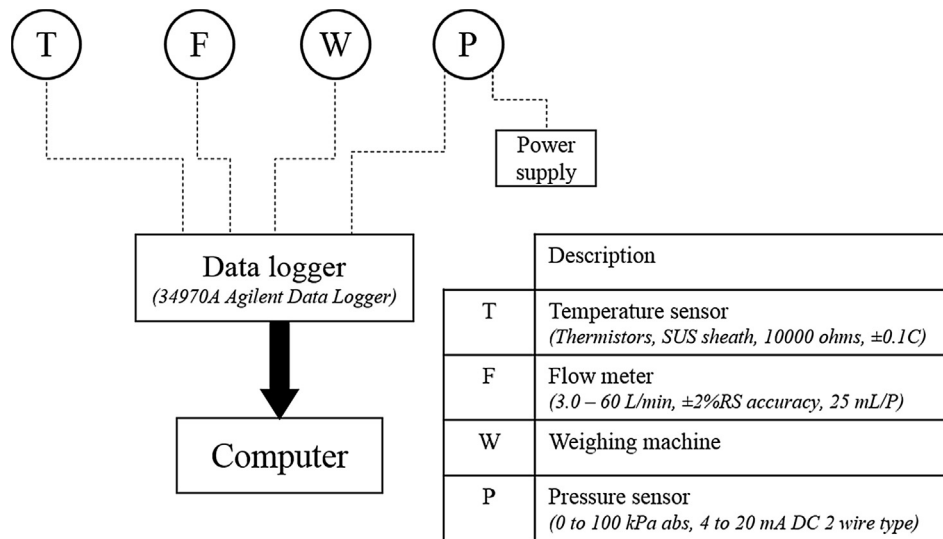 T
F
W
P
Power
supply
Data logger
(34970A Agilent Data Logger)
Computer
Description
T
Temperature sensor
(Thermistors, SUS sheath, 10000 ohms, ±0.1C)
F
Flow meter
(3.0 – 60 L/min, ±2%RS accuracy, 25 mL/P)
W
Weighing machine
P
Pressure sensor
(0 to 100 kPa abs, 4 to 20 mA DC 2 wire type)